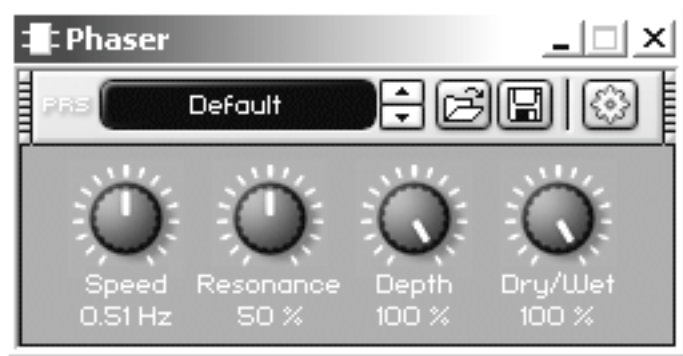 Phaser
PRS Default
Speed Resonance Depth Dry/Wet
0.51 Hz 50 % 100 % 100 %